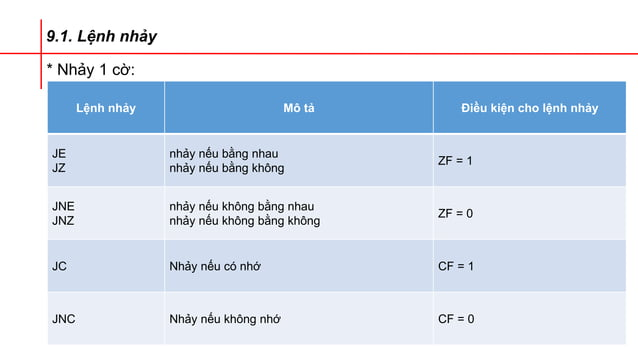 9.1. Lệnh nhảy
* Nhảy 1 cờ:
Lệnh nhảy
Mô tả
Điều kiện cho lệnh nhảy
JE
JZ
nhảy nếu bằng nhau
nhảy nếu bằng không
ZF = 1
JNE
JNZ
nhảy nếu không bằng nhau
nhảy nếu không bằng không
ZF = 0
JC
Nhảy nếu có nhớ
CF = 1
JNC
Nhảy nếu không nhớ
CF = 0